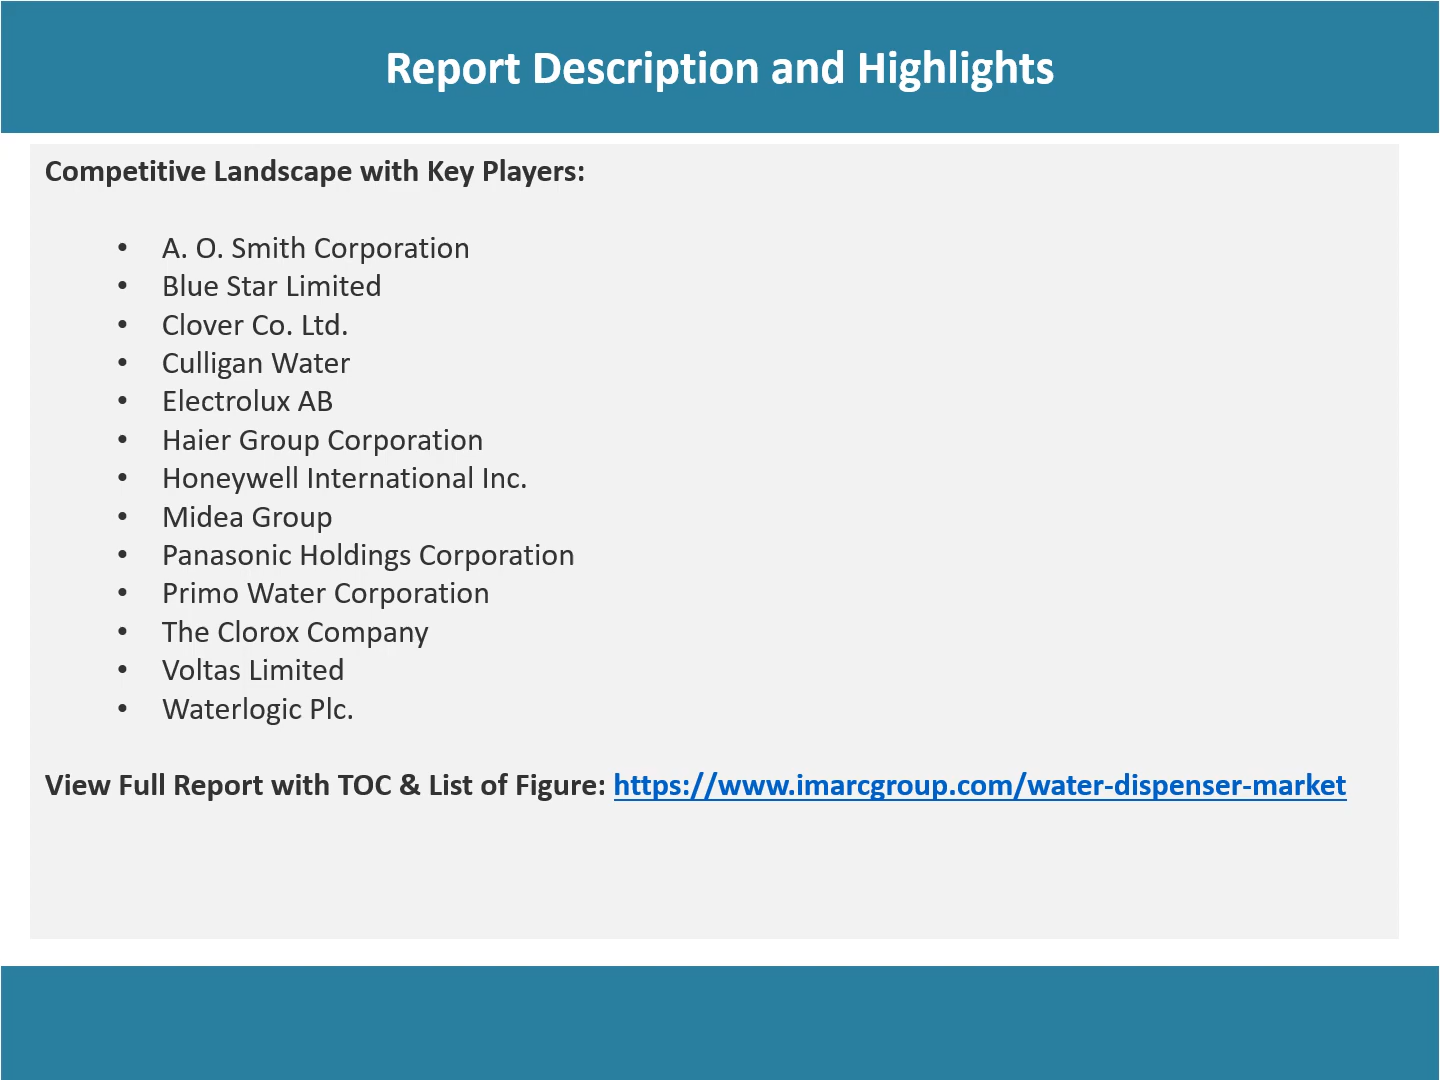 Report Description and Highlights
Competitive Landscape with Key Players:
• A. O. Smith Corporation
• Blue Star Limited
• Clover Co. Ltd.
• Culligan Water
• Electrolux AB
• Haier Group Corporation
• Honeywell International Inc.
• Midea Group
• Panasonic Holdings Corporation
• Primo Water Corporation
• The Clorox Company
• Voltas Limited
• Waterlogic Plc.
View Full Report with TOC & List of Figure: https://www.imarcgroup.com/water-dispenser-market